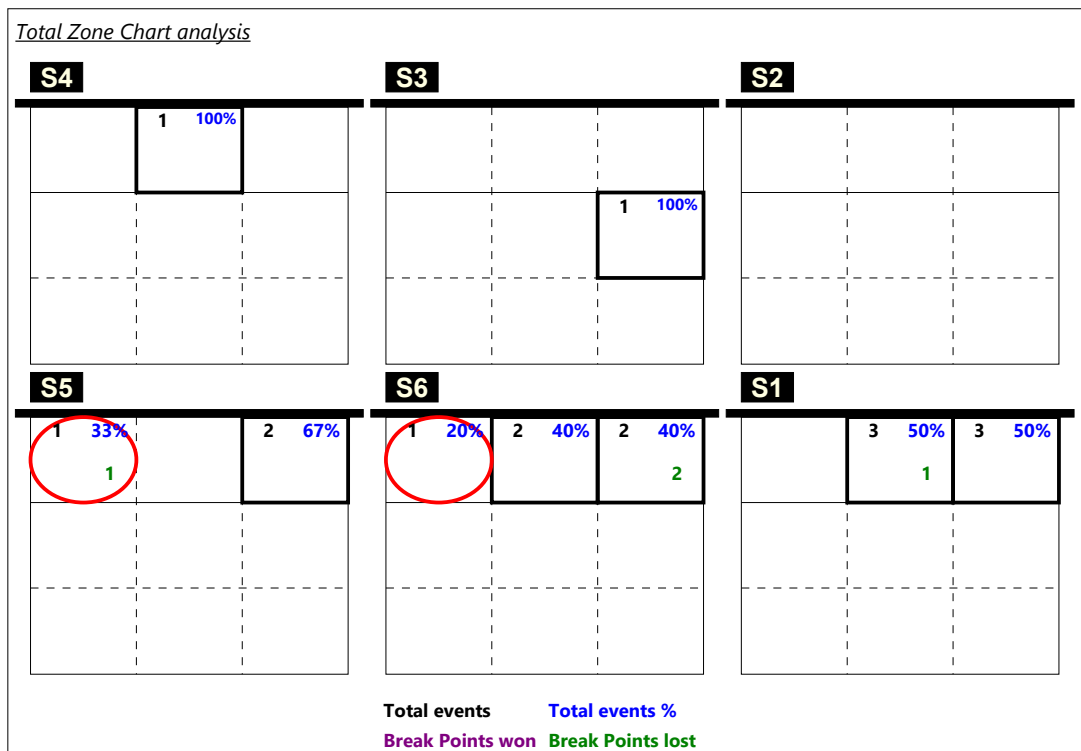 Total Zone Chart analysis
S4 S3 S2
1 100%
1 100%
S5 S6 S1
1 33% 2 67% 1 20% 2 40% 2 40% 3 50% 3 50%
1 2 1
Total events Total events %
Break Points won Break Points lost